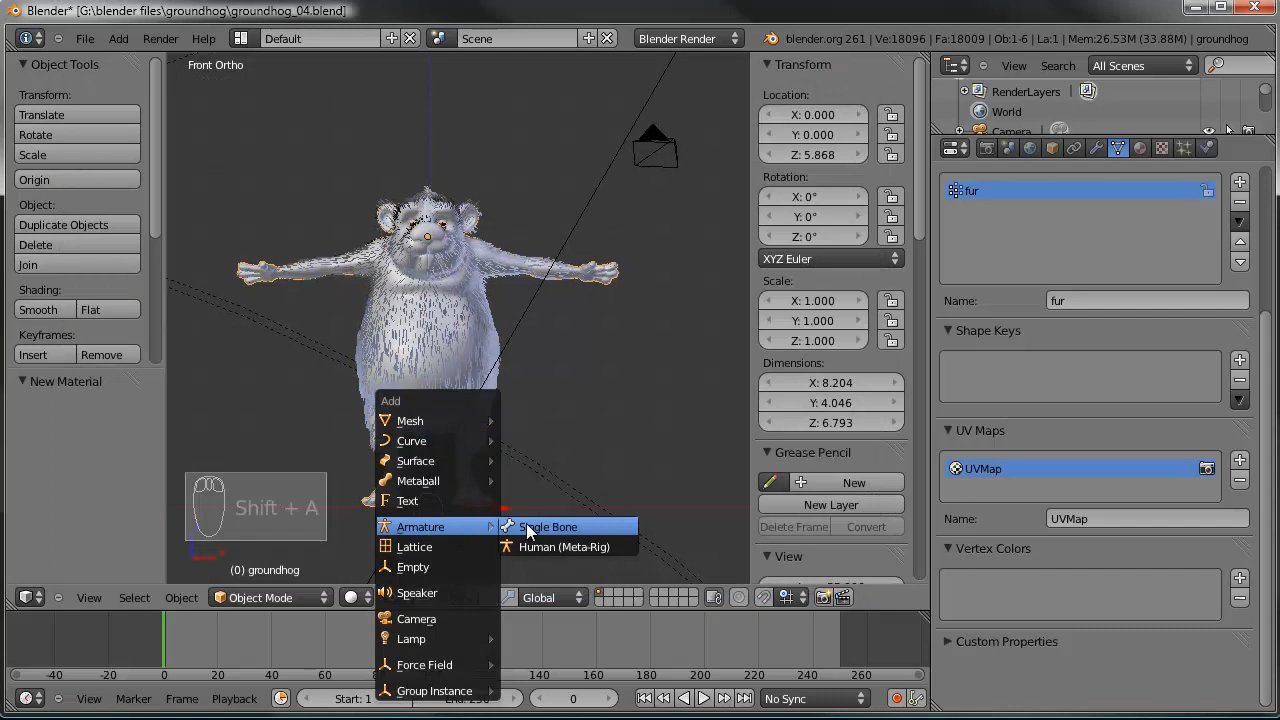 Blender* [G:\blender files\groundhog\groundhog_04.blend]
File Add Render Help Default Scene Blender Render blender.org 261 | Ve:18096 | Fa:18009 | Ob:1-6 | La:1 | Mem:26.53M (33.88M) | groundhog
Object Tools
Transform:
Translate
Rotate
Scale
Origin
Object:
Duplicate Objects
Delete
Join
Shading:
Smooth Flat
Keyframes:
Insert Remove
New Material
Front Ortho
Shift + A
(0) groundhog
Add
Mesh
Curve
Surface
Metaball
Text
Armature
Lattice
Empty
Speaker
Camera
Lamp
Force Field
Group Instance
Single Bone
Human (Meta-Rig)
Transform
Location:
X: 0.000
Y: 0.000
Z: 5.868
Rotation:
X: 0°
Y: 0°
Z: 0°
XYZ Euler
Scale:
X: 1.000
Y: 1.000
Z: 1.000
Dimensions:
X: 8.204
Y: 4.046
Z: 6.793
Grease Pencil
New
New Layer
Delete Frame Convert
View
View Search All Scenes
RenderLayers
World
Camera
fur
Name: fur
Shape Keys
UV Maps
UVMap
Name: UVMap
Vertex Colors
Custom Properties
View Select Object Object Mode Global
-40 -20 0 20 40 60 120 140 160 180 200 220 240 260
View Marker Frame Playback Start: 1 0 No Sync